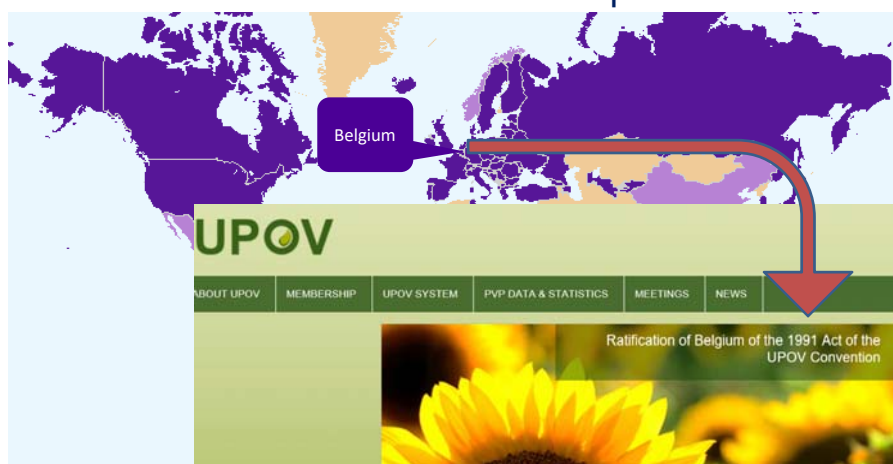 Belgium
UPOV
ABOUT UPOV MEMBERSHIP UPOV SYSTEM PVP DATA & STATISTICS MEETINGS NEWS
Ratification of Belgium of the 1991 Act of the
UPOV Convention